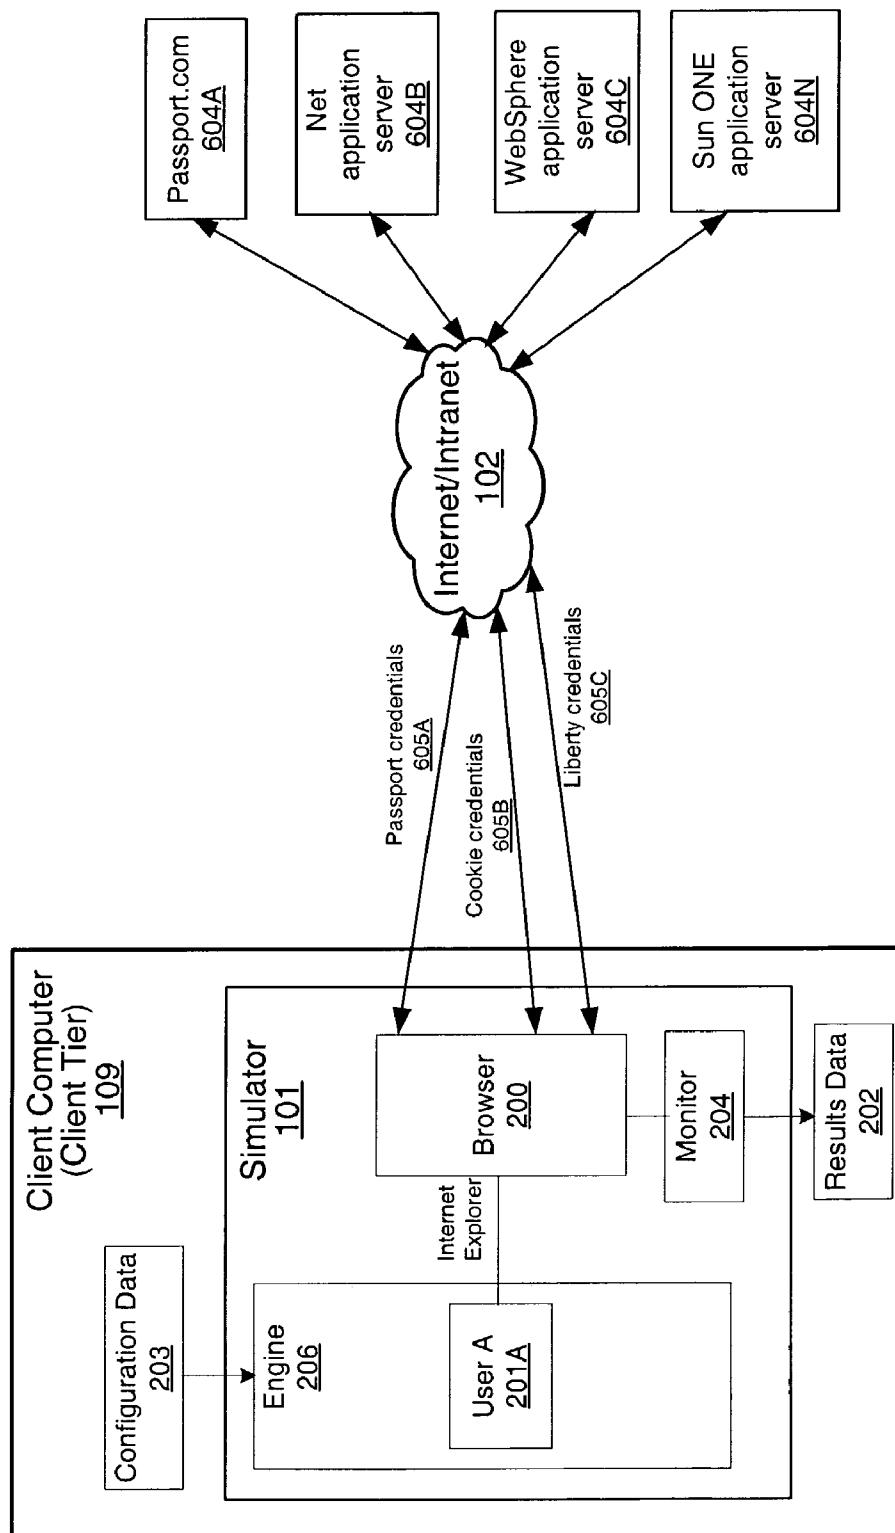 Client Computer
(Client Tier)
109
Configuration Data
203
Simulator
101
Engine
206
User A
201A
Internet
Explorer
Browser
200
Monitor
204
Results Data
202
Passport credentials
605A
Cookie credentials
605B
Liberty credentials
605C
Internet/Intranet
102
Passport.com
604A
Net
application
server
604B
WebSphere
application
server
604C
Sun ONE
application
server
604N